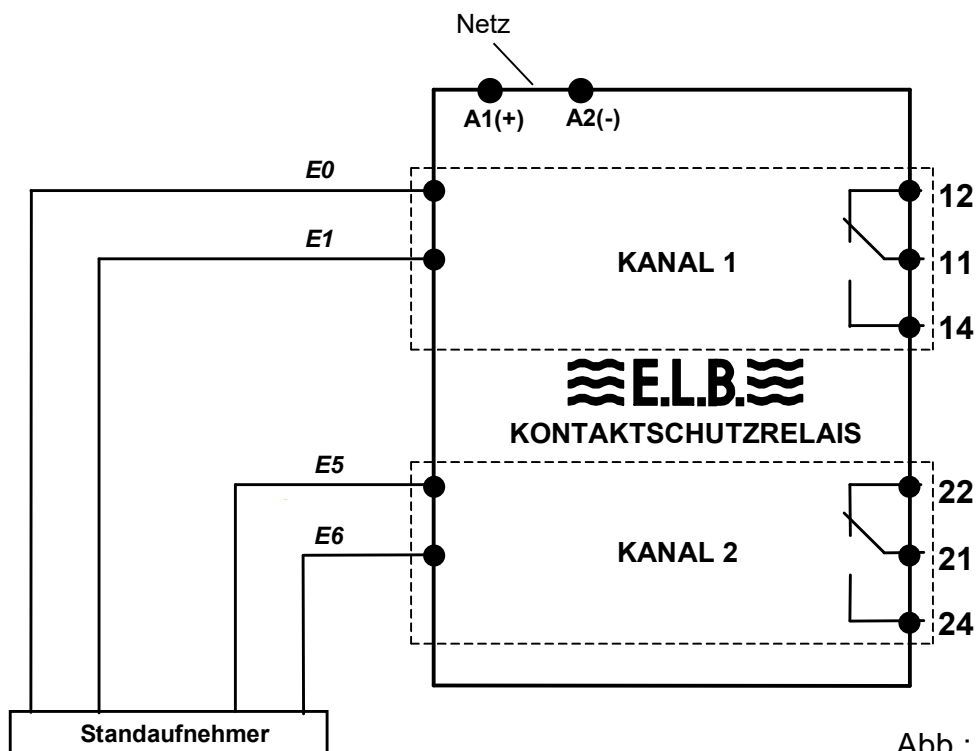 Netz
A1(+) A2(-)
E0
12
E1
KANAL 1
11
14
E.L.B.
KONTAKTSCHUTZRELAIS
E5
22
E6
KANAL 2
21
24
Standaufnehmer
Abb.: